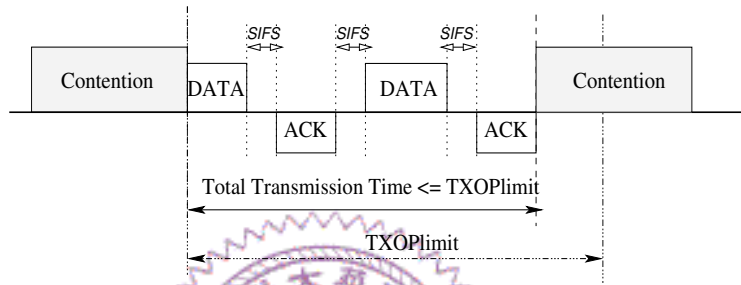 SIFS SIFS SIFS
Contention DATA DATA Contention
ACK ACK
Total Transmission Time <= TXOPlimit
TXOPlimit